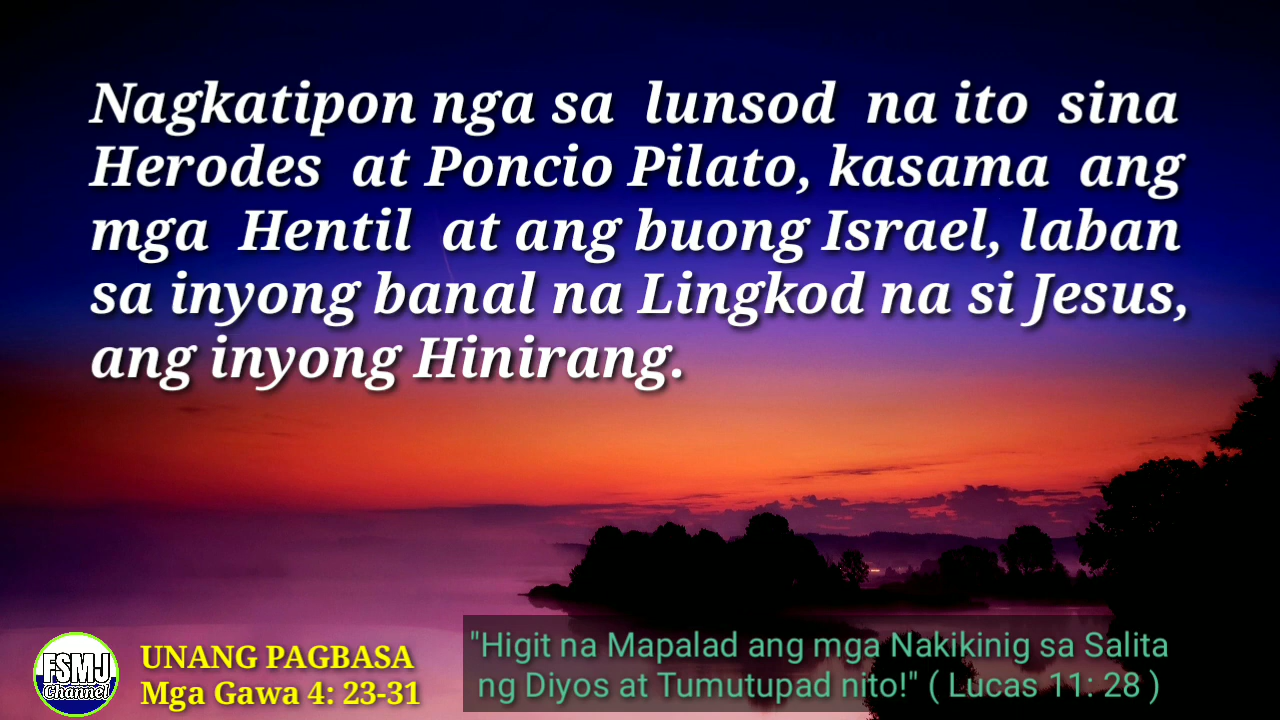 Nagkatipon nga sa lunsod na ito sina
Herodes at Poncio Pilato, kasama ang
mga Hentil at ang buong Israel, laban
sa inyong banal na Lingkod na si Jesus,
ang inyong Hinirang.
FSMJ
Channel
UNANG PAGBASA
Mga Gawa 4: 23-31
"Higit na Mapalad ang mga Nakikinig sa Salita
ng Diyos at Tumutupad nito!" ( Lucas 11: 28 )